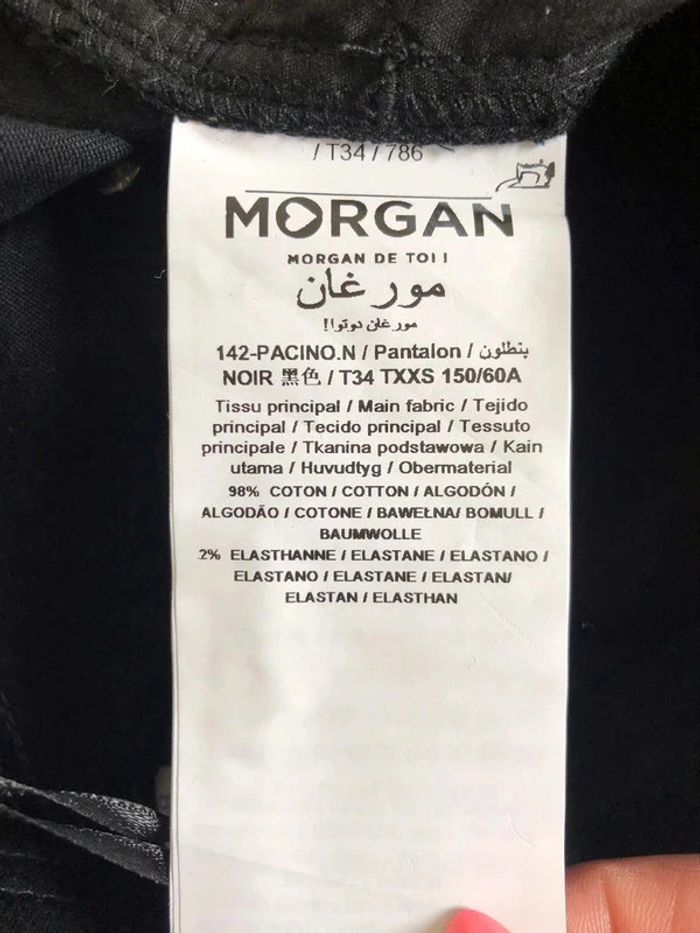 / T34 / 786
MORGAN
MORGAN DE TOI !
مورغان
مورغان دوتوا!
142-PACINO.N / Pantalon / بنطلون
NOIR 黑色 / T34 TXXS 150/60A
Tissu principal / Main fabric / Tejido
principal / Tecido principal / Tessuto
principale / Tkanina podstawowa / Kain
utama / Huvudtyg / Obermaterial
98% COTON / COTTON / ALGODÓN /
ALGODÃO / COTONE / BAWEŁNA/ BOMULL /
BAUMWOLLE
2% ELASTHANNE / ELASTANE / ELASTANO /
ELASTANO / ELASTANE / ELASTAN/
ELASTAN / ELASTHAN